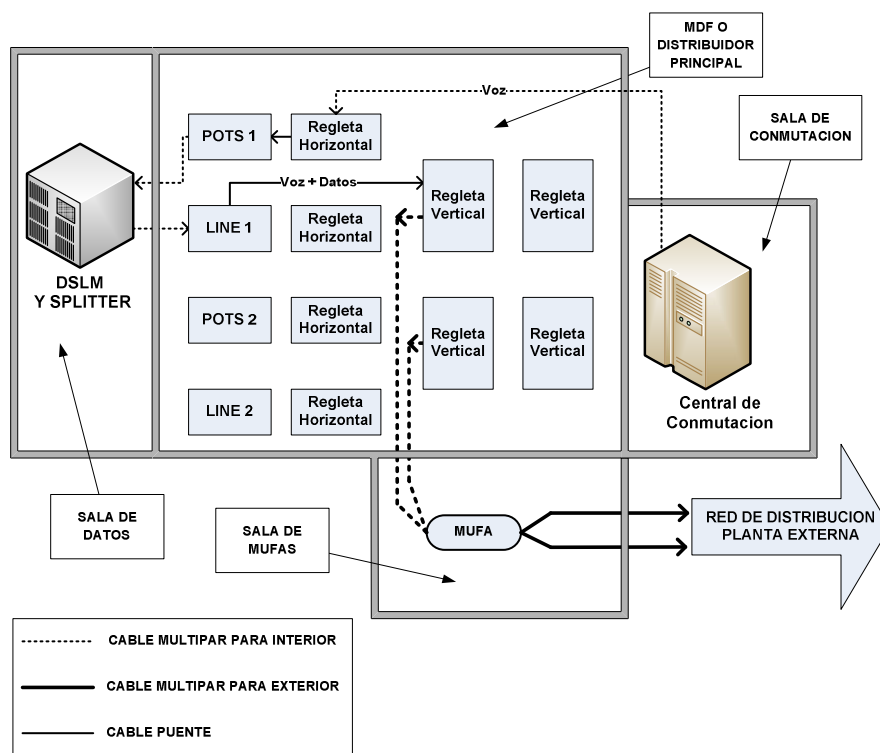 MDF O
DISTRIBUIDOR
PRINCIPAL
Voz
SALA DE
CONMUTACION
POTS 1
Regleta
Horizontal
Voz + Datos
LINE 1
Regleta
Horizontal
Regleta
Vertical
Regleta
Vertical
DSLM
Y SPLITTER
POTS 2
Regleta
Horizontal
Regleta
Vertical
Regleta
Vertical
LINE 2
Regleta
Horizontal
Central de
Conmutacion
SALA DE
DATOS
SALA DE
MUFAS
MUFA
RED DE DISTRIBUCION
PLANTA EXTERNA
CABLE MULTIPAR PARA INTERIOR
CABLE MULTIPAR PARA EXTERIOR
CABLE PUENTE